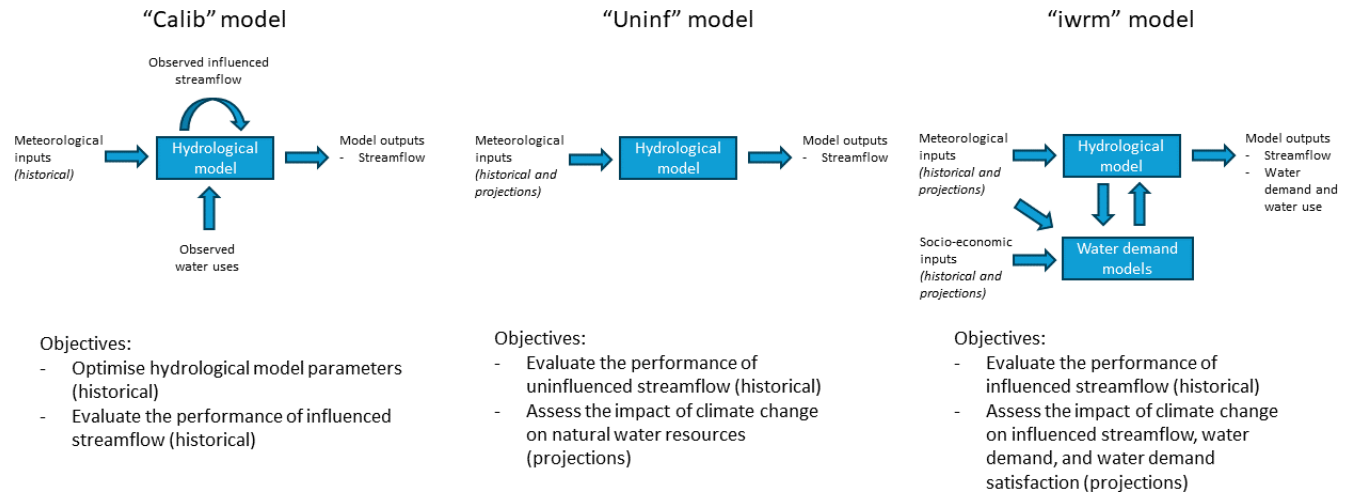 “Calib” model
Observed influenced
streamflow
Meteorological
inputs
(historical)
Hydrological
model
Model outputs
- Streamflow
Observed
water uses
Objectives:
- Optimise hydrological model parameters
(historical)
- Evaluate the performance of influenced
streamflow (historical)
“Uninf” model
Meteorological
inputs
(historical and
projections)
Hydrological
model
Model outputs
- Streamflow
Objectives:
- Evaluate the performance of
uninfluenced streamflow (historical)
- Assess the impact of climate change
on natural water resources
(projections)
“iwrm” model
Meteorological
inputs
(historical and
projections)
Hydrological
model
Model outputs
- Streamflow
- Water
demand and
water use
Socio-economic
inputs
(historical and
projections)
Water demand
models
Objectives:
- Evaluate the performance of
influenced streamflow (historical)
- Assess the impact of climate change
on influenced streamflow, water
demand, and water demand
satisfaction (projections)